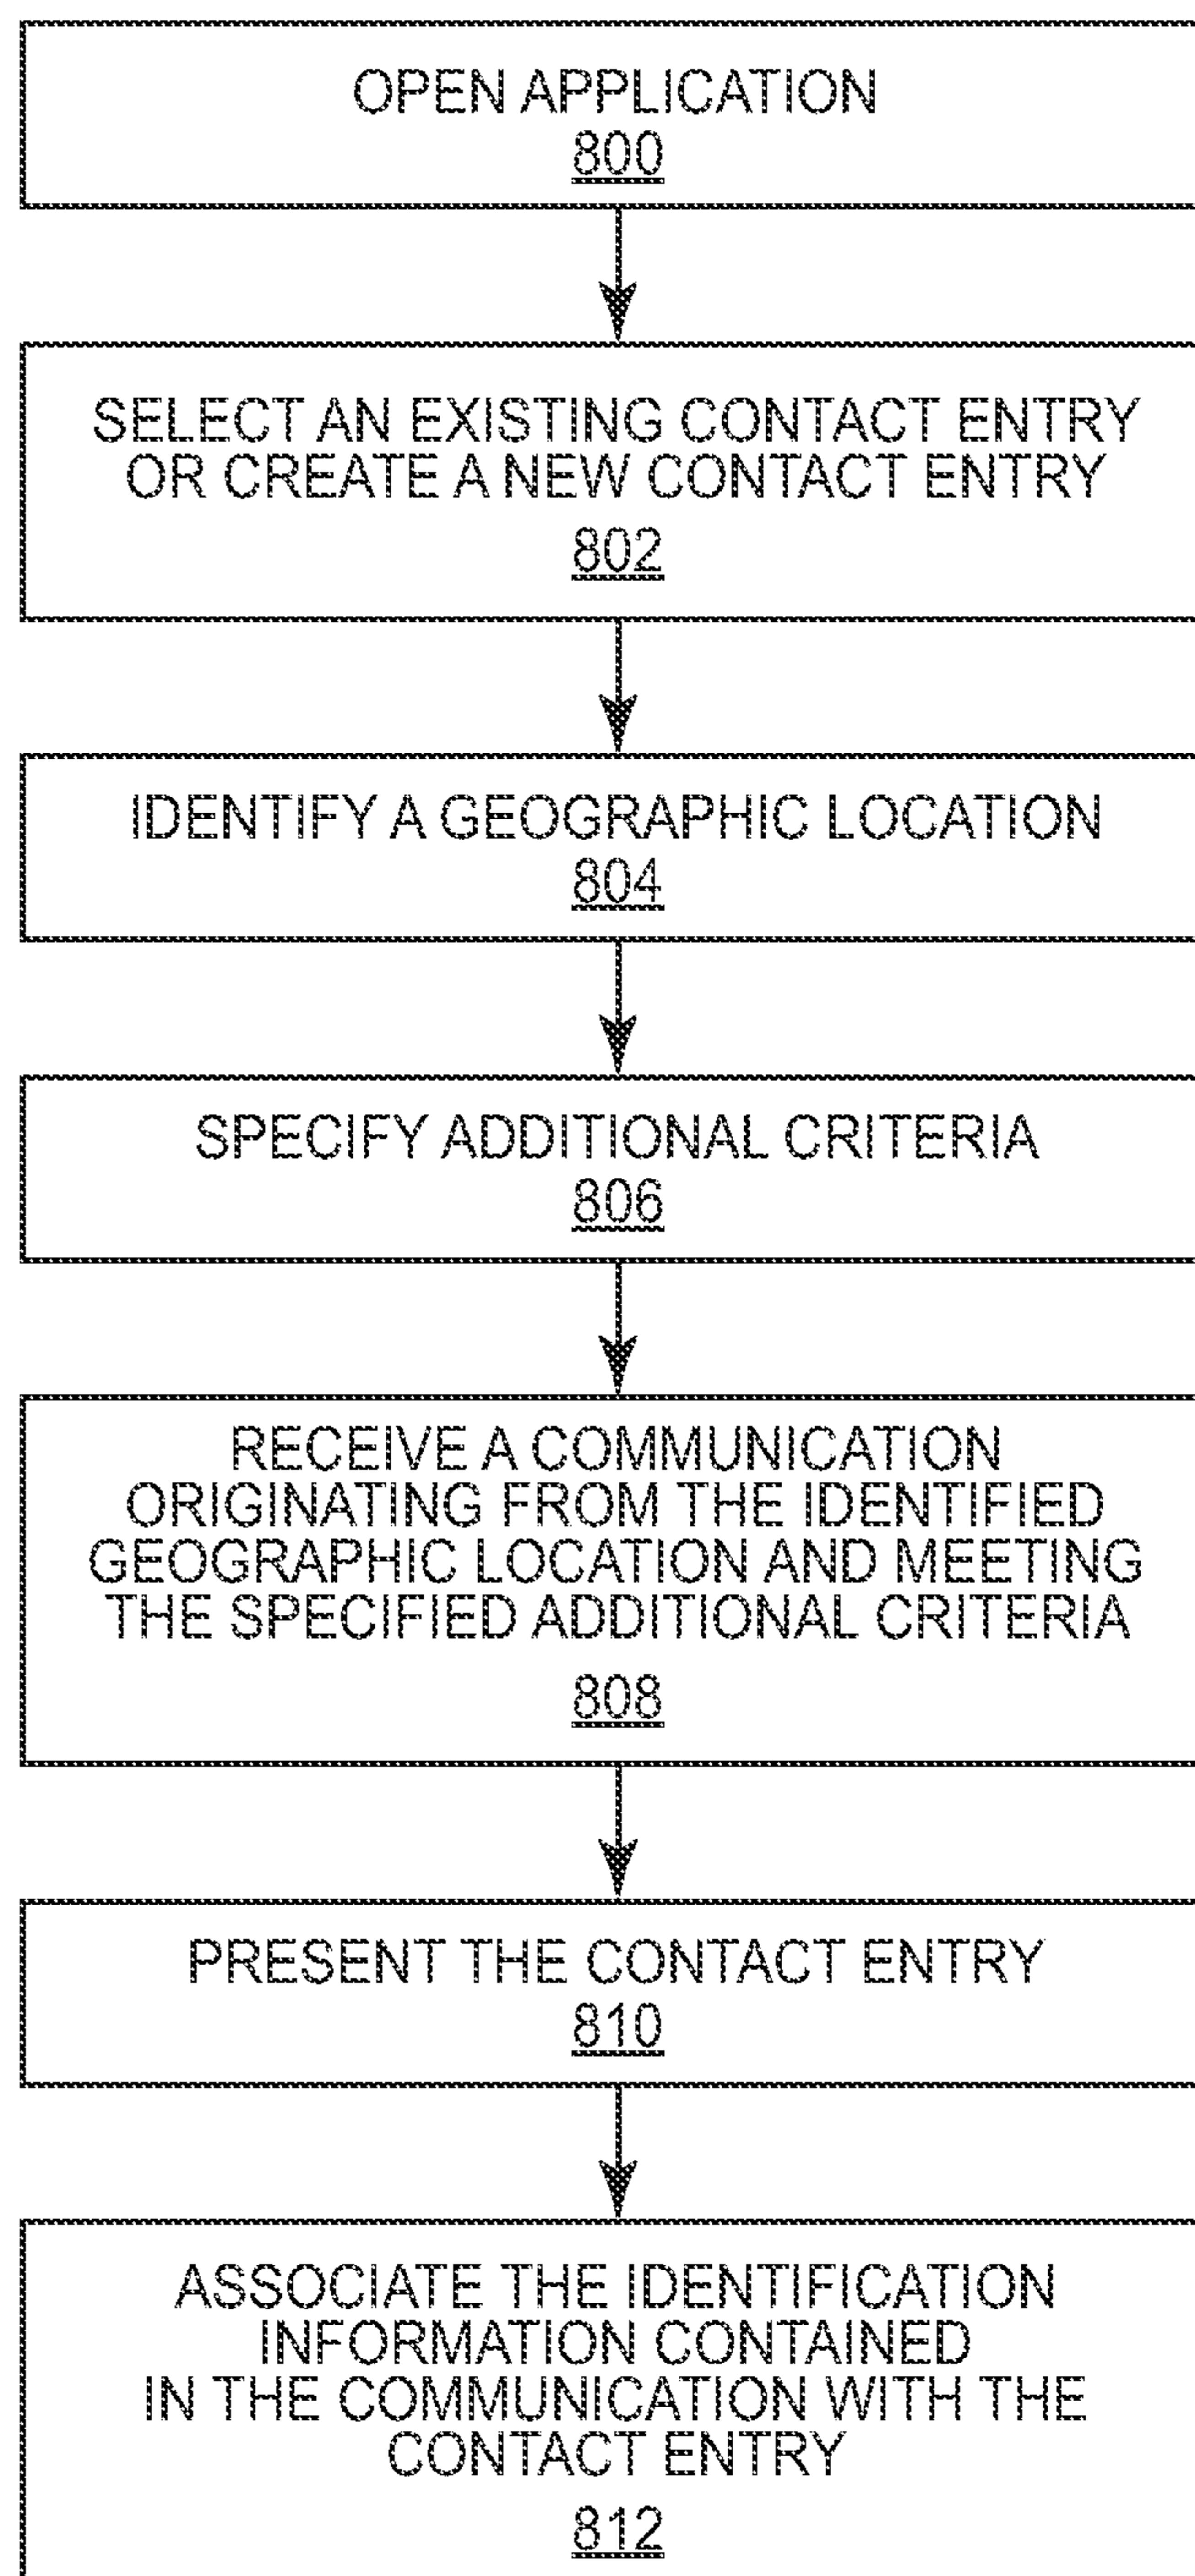 OPEN APPLICATION
800
SELECT AN EXISTING CONTACT ENTRY
OR CREATE A NEW CONTACT ENTRY
802
IDENTIFY A GEOGRAPHIC LOCATION
804
SPECIFY ADDITIONAL CRITERIA
806
RECEIVE A COMMUNICATION
ORIGINATING FROM THE IDENTIFIED
GEOGRAPHIC LOCATION AND MEETING
THE SPECIFIED ADDITIONAL CRITERIA
808
PRESENT THE CONTACT ENTRY
810
ASSOCIATE THE IDENTIFICATION
INFORMATION CONTAINED
IN THE COMMUNICATION WITH THE
CONTACT ENTRY
812